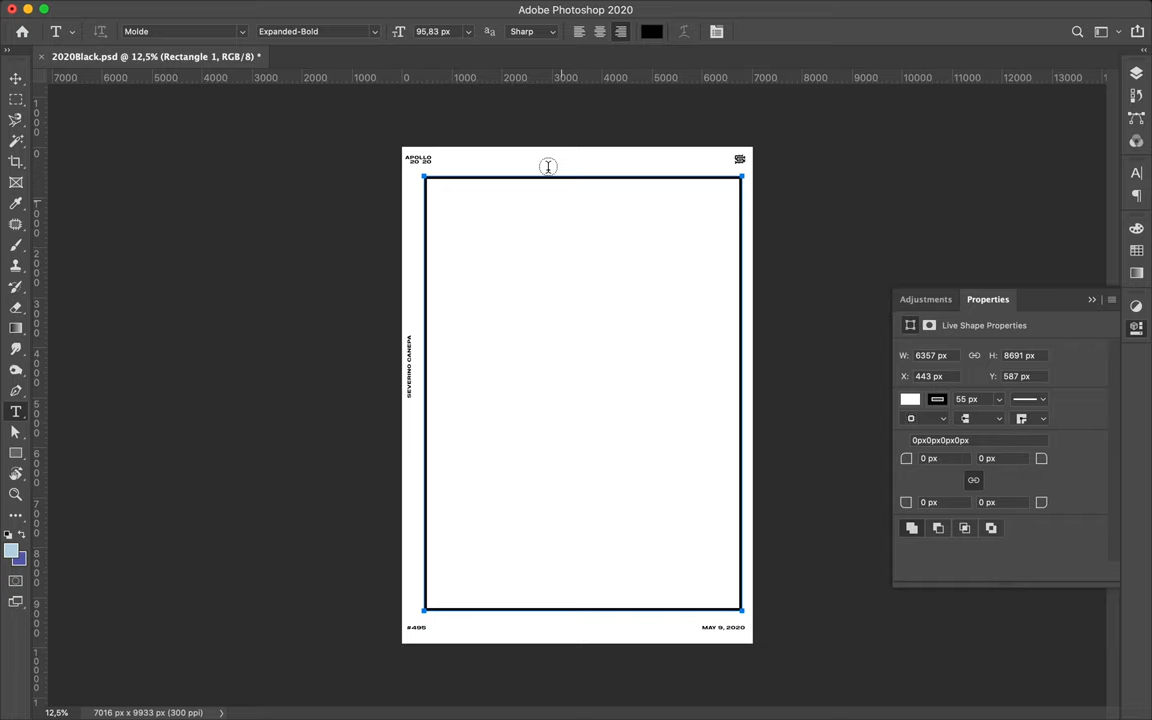 Adobe Photoshop 2020
Molde
Expanded-Bold
95,83 px
Sharp
2020Black.psd @ 12,5% (Rectangle 1, RGB/8) *
7000 6000 5000 4000 3000 2000 1000 0 1000 2000 3000 4000 5000 6000 7000 8000 9000 10000 11000 12000 13000
APOLLO
20 20
SEVERINO CANEPA
#495
MAY 9, 2020
Adjustments Properties
Live Shape Properties
W: 6357 px H: 8691 px
X: 443 px Y: 587 px
55 px
0px0px0px0px
0 px 0 px
0 px 0 px
12,5% 7016 px x 9933 px (300 ppi)